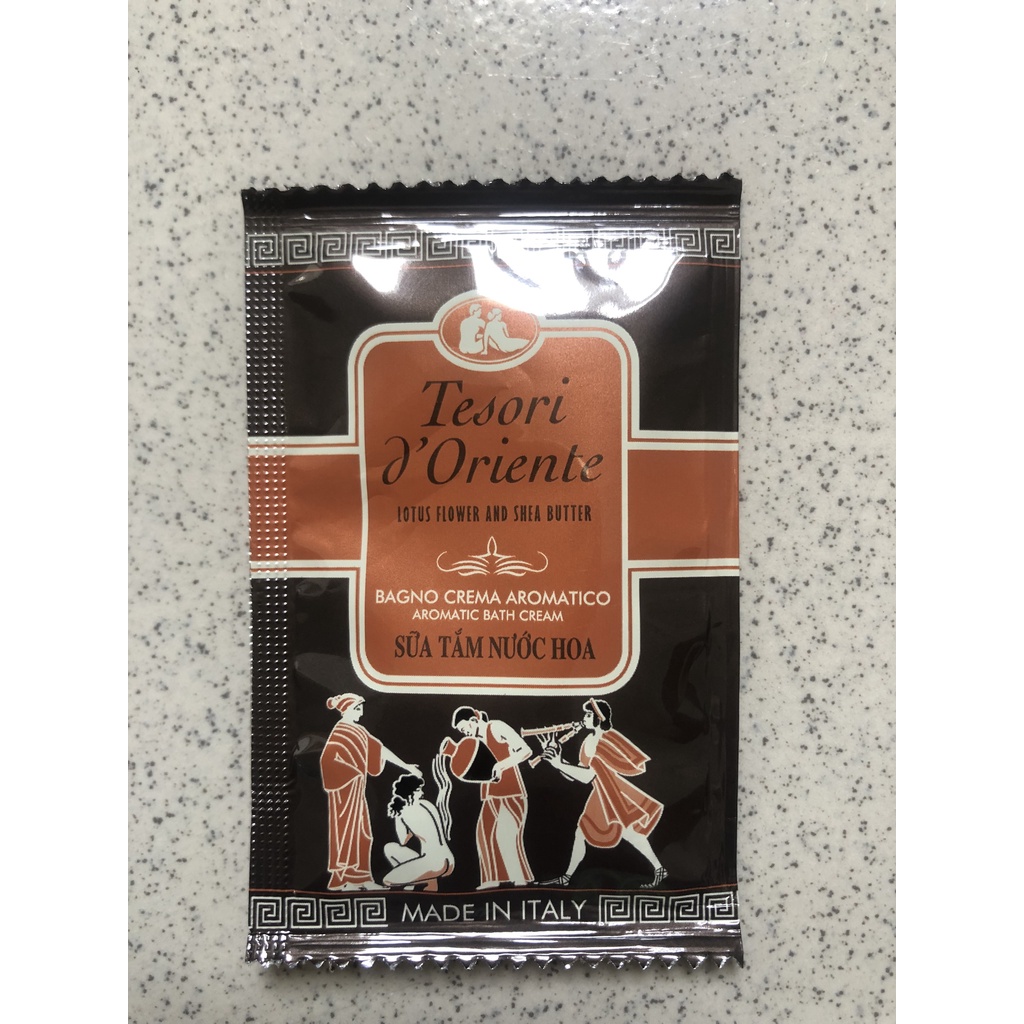 Tesori
d'Oriente
LOTUS FLOWER AND SHEA BUTTER
BAGNO CREMA AROMATICO
AROMATIC BATH CREAM
SỮA TẮM NƯỚC HOA
MADE IN ITALY